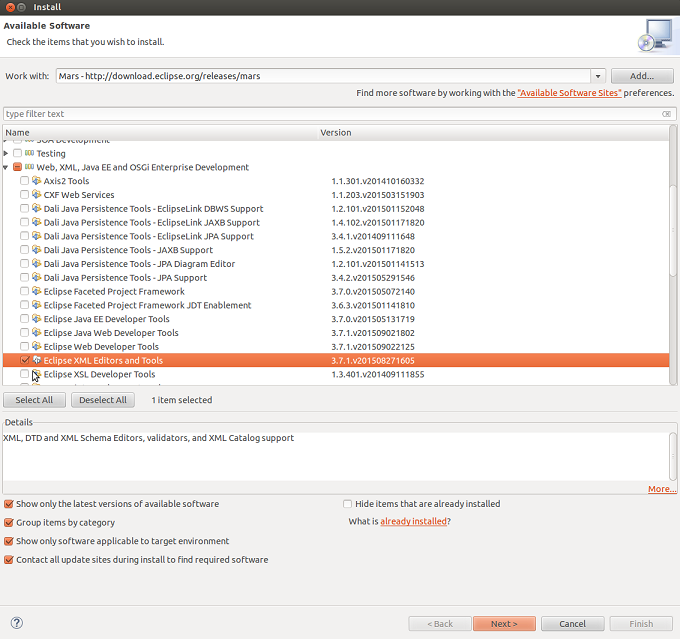 Install
Available Software
Check the items that you wish to install.
Work with: Mars - http://download.eclipse.org/releases/mars Add...
Find more software by working with the "Available Software Sites" preferences.
type filter text
Name Version
SOA Development
Testing
Web, XML, Java EE and OSGi Enterprise Development
Axis2 Tools 1.1.301.v201410160332
CXF Web Services 1.1.203.v201503151903
Dali Java Persistence Tools - EclipseLink DBWS Support 1.2.101.v201501152048
Dali Java Persistence Tools - EclipseLink JAXB Support 1.4.102.v201501171820
Dali Java Persistence Tools - EclipseLink JPA Support 3.4.1.v201409111648
Dali Java Persistence Tools - JAXB Support 1.5.2.v201501171820
Dali Java Persistence Tools - JPA Diagram Editor 1.2.101.v201501141513
Dali Java Persistence Tools - JPA Support 3.4.2.v201505291546
Eclipse Faceted Project Framework 3.7.0.v201505072140
Eclipse Faceted Project Framework JDT Enablement 3.6.3.v201501141810
Eclipse Java EE Developer Tools 3.7.0.v201505131719
Eclipse Java Web Developer Tools 3.7.1.v201509021802
Eclipse Web Developer Tools 3.7.1.v201509022125
Eclipse XML Editors and Tools 3.7.1.v201508271605
Eclipse XSL Developer Tools 1.3.401.v201409111855
Select All Deselect All 1 item selected
Details
XML, DTD and XML Schema Editors, validators, and XML Catalog support
More...
Show only the latest versions of available software Hide items that are already installed
Group items by category What is already installed?
Show only software applicable to target environment
Contact all update sites during install to find required software
? < Back Next > Cancel Finish